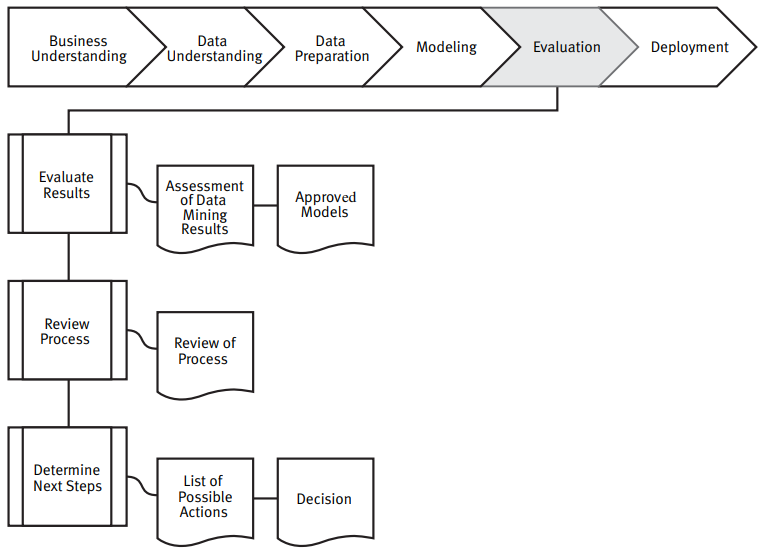 Business
Understanding
Data
Understanding
Data
Preparation
Modeling
Evaluation
Deployment
Evaluate
Results
Assessment
of Data
Mining
Results
Approved
Models
Review
Process
Review of
Process
Determine
Next Steps
List of
Possible
Actions
Decision